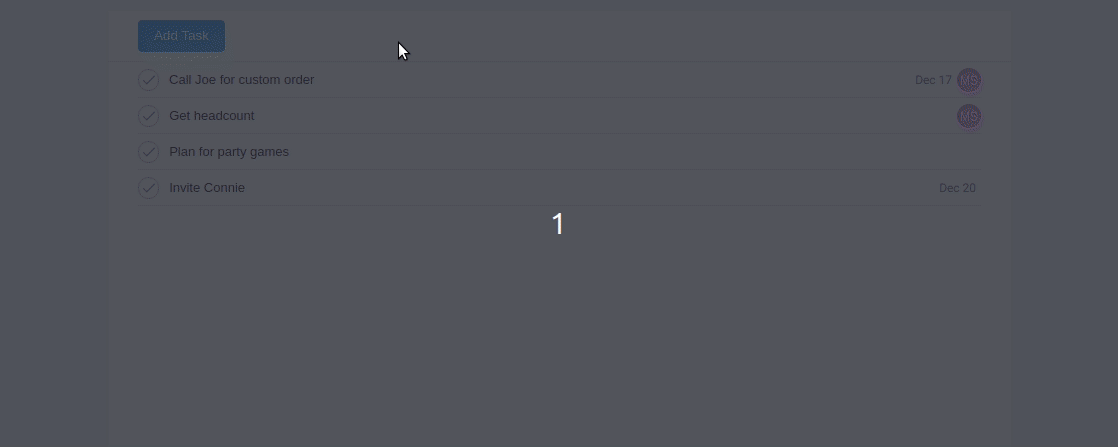 Add Task
Call Joe for custom order Dec 17 MS
Get headcount MS
Plan for party games
Invite Connie Dec 20
1